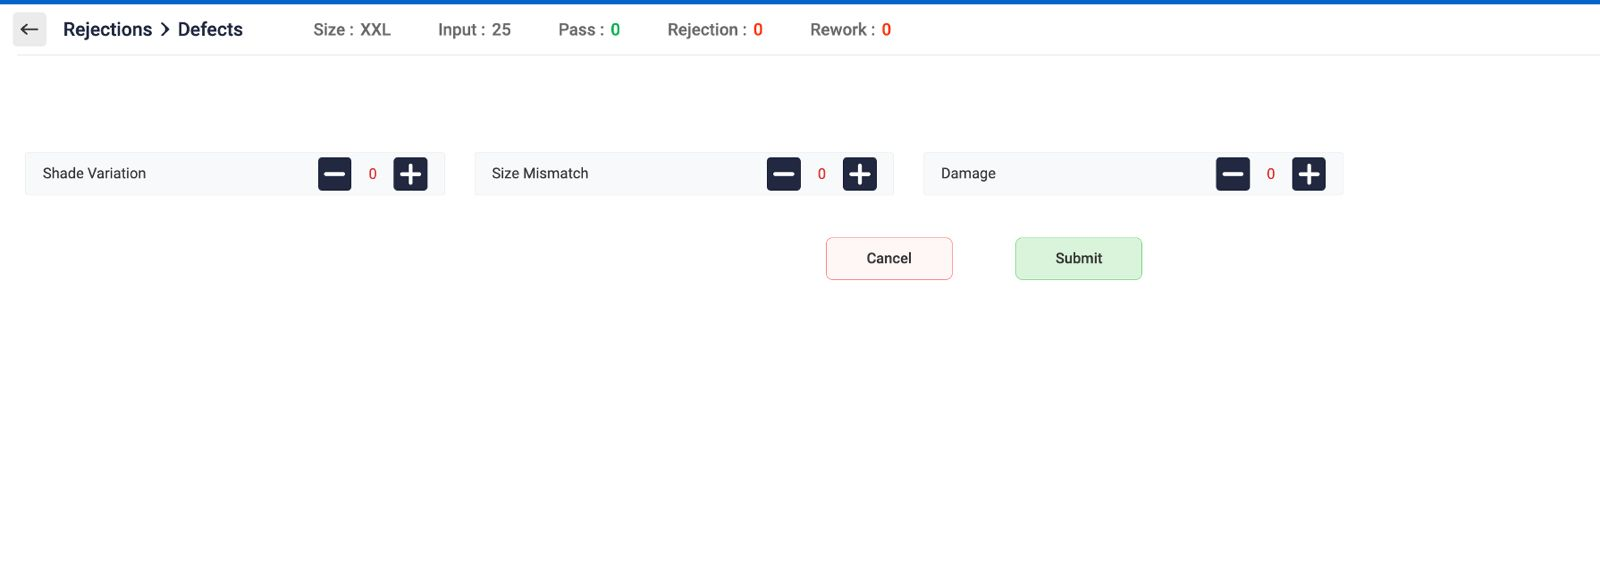 Rejections > Defects Size : XXL Input : 25 Pass : 0 Rejection : 0 Rework : 0
Shade Variation 0 Size Mismatch 0 Damage 0
Cancel Submit